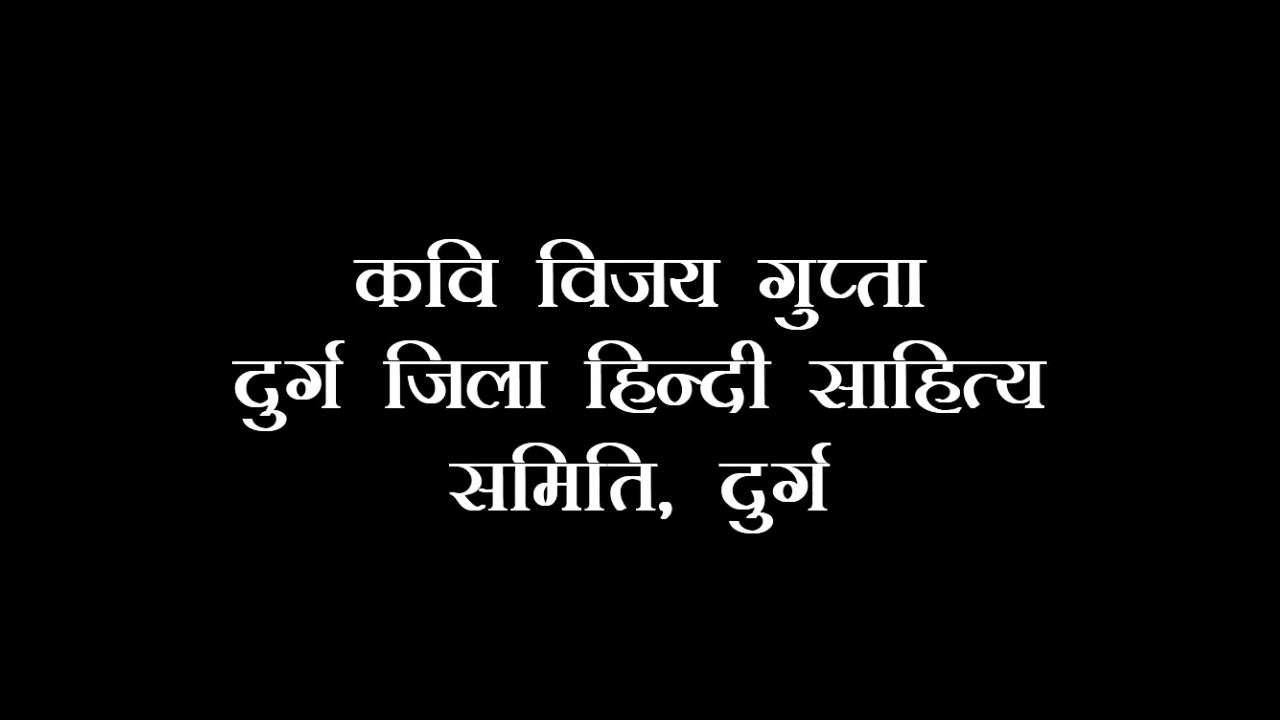 कवि विजय गुप्ता
दुर्ग जिला हिन्दी साहित्य
समिति, दुर्ग